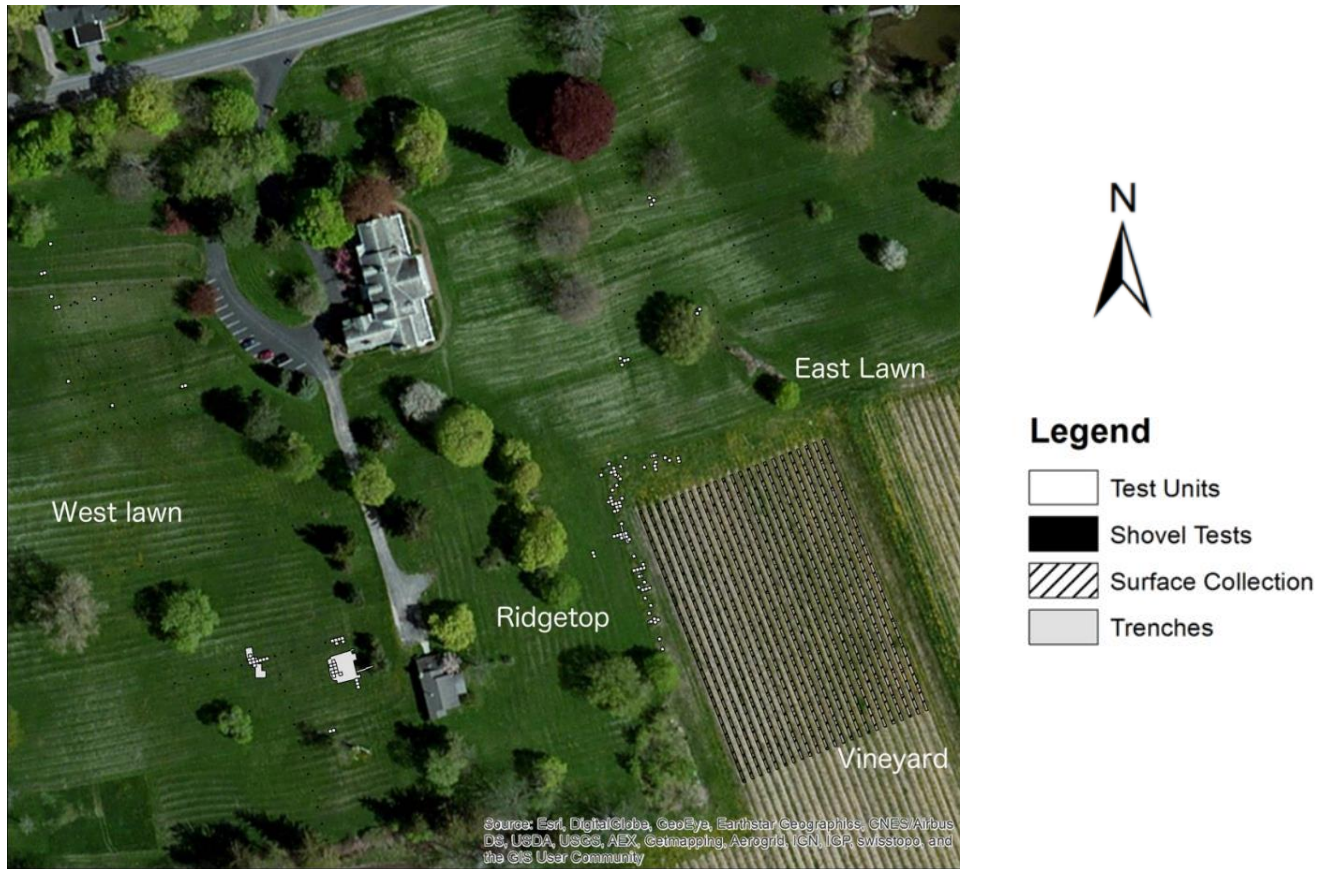 East Lawn
West lawn
Ridgetop
Vineyard
Source: Esri, DigitalGlobe, GeoEye, Earthstar Geographics, CNES/Airbus
DS, USDA, USGS, AEX, Getmapping, Aerogrid, IGN, IGP, swisstopo, and
the GIS User Community
N
Legend
Test Units
Shovel Tests
Surface Collection
Trenches